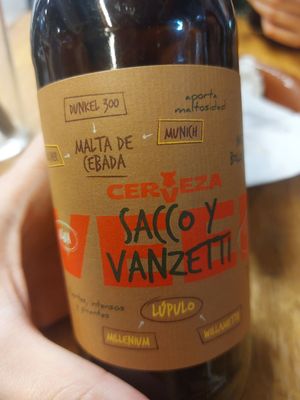 DUNKEL 300
aporta
maltosidad
MUNICH
MALTA DE
CEBADA
CERVEZA
SACCO Y
VANZETTI
LÚPULO
MILLENIUM
WILLAMETTE